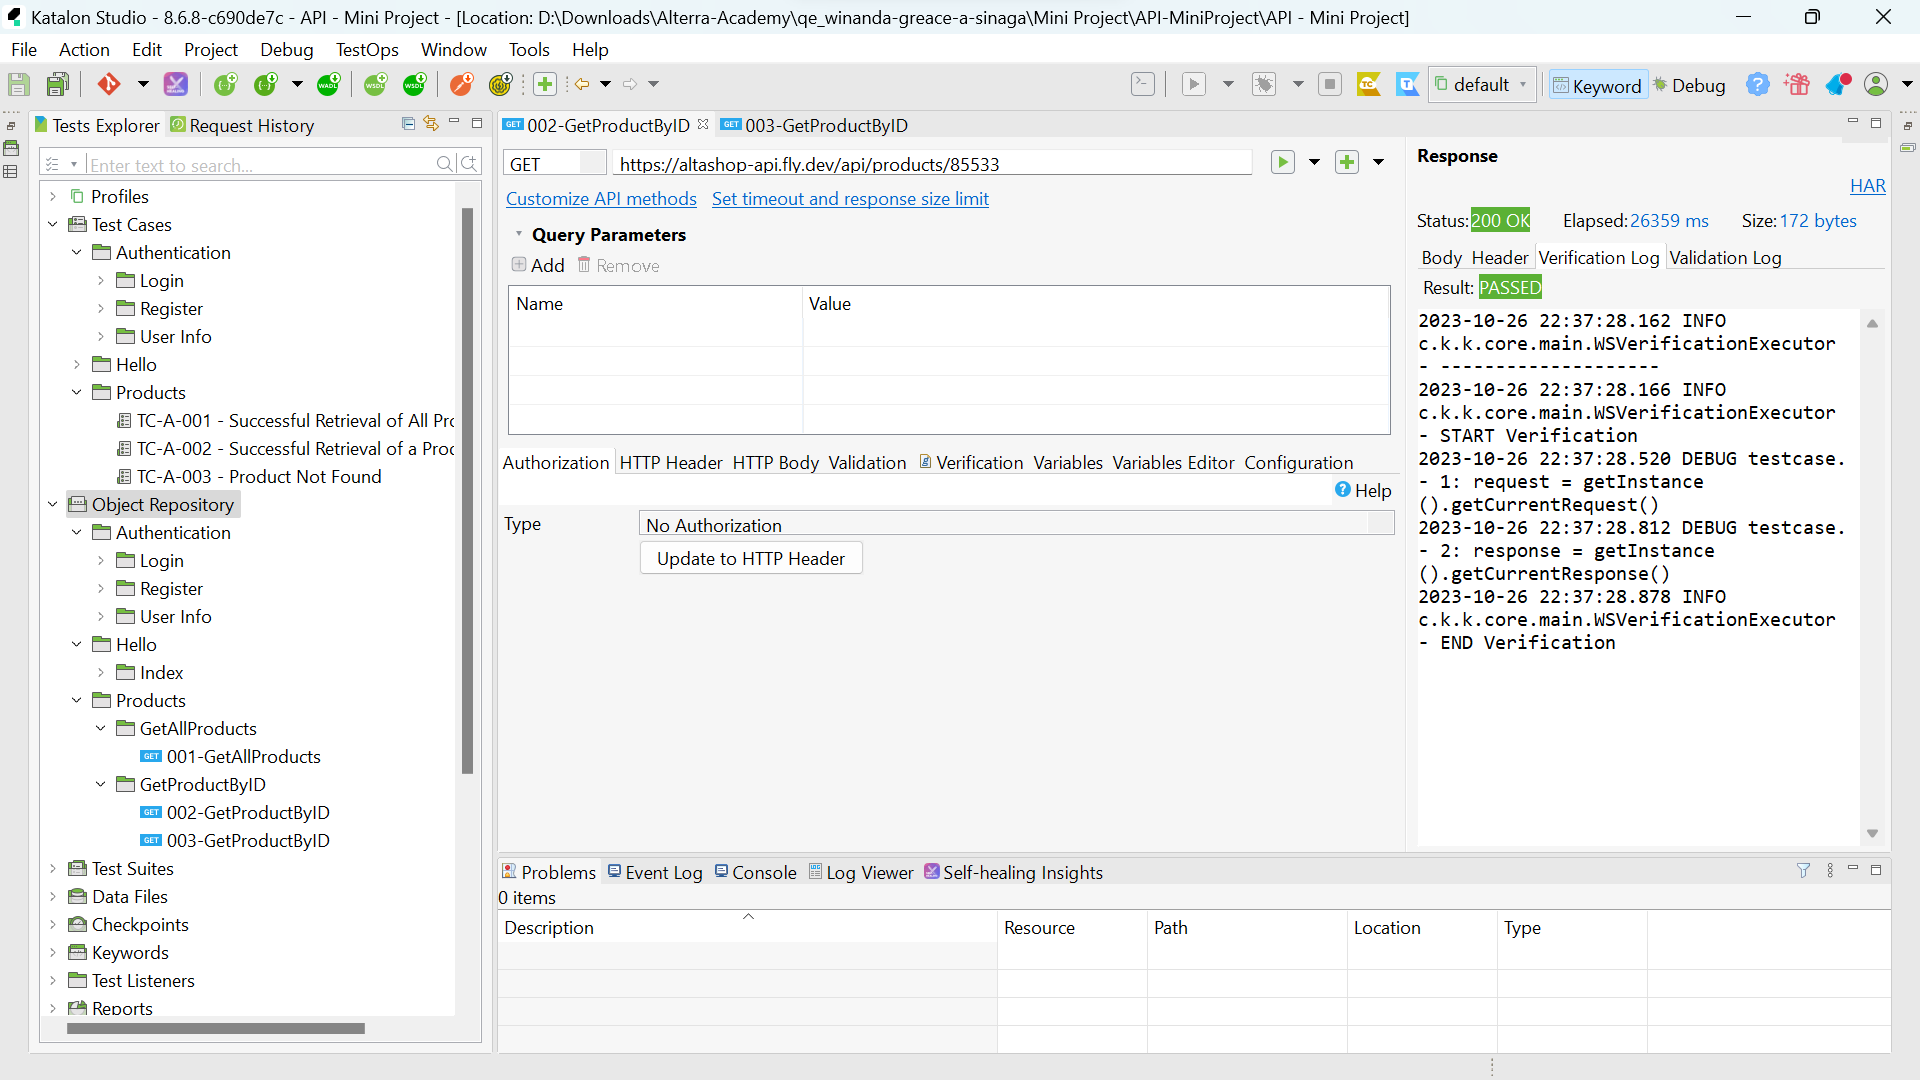 Katalon Studio - 8.6.8-c690de7c - API - Mini Project - [Location: D:\Downloads\Alterra-Academy\qe_winanda-greace-a-sinaga\Mini Project\API-MiniProject\API - Mini Project]
File Action Edit Project Debug TestOps Window Tools Help
default
Keyword
Debug
Tests Explorer
Request History
Enter text to search...
Profiles
Test Cases
Authentication
Login
Register
User Info
Hello
Products
TC-A-001 - Successful Retrieval of All Pro
TC-A-002 - Successful Retrieval of a Proc
TC-A-003 - Product Not Found
Object Repository
Authentication
Login
Register
User Info
Hello
Index
Products
GetAllProducts
GET 001-GetAllProducts
GetProductByID
GET 002-GetProductByID
GET 003-GetProductByID
Test Suites
Data Files
Checkpoints
Keywords
Test Listeners
Reports
GET 002-GetProductByID
GET 003-GetProductByID
GET
https://altashop-api.fly.dev/api/products/85533
Customize API methods
Set timeout and response size limit
Query Parameters
Add
Remove
Name Value
Authorization HTTP Header HTTP Body Validation Verification Variables Variables Editor Configuration
Help
Type
No Authorization
Update to HTTP Header
Response
HAR
Status: 200 OK Elapsed: 26359 ms Size: 172 bytes
Body Header Verification Log Validation Log
Result: PASSED
2023-10-26 22:37:28.162 INFO
c.k.k.core.main.WSVerificationExecutor
- --------------------
2023-10-26 22:37:28.166 INFO
c.k.k.core.main.WSVerificationExecutor
- START Verification
2023-10-26 22:37:28.520 DEBUG testcase.
- 1: request = getInstance
().getCurrentRequest()
2023-10-26 22:37:28.812 DEBUG testcase.
- 2: response = getInstance
().getCurrentResponse()
2023-10-26 22:37:28.878 INFO
c.k.k.core.main.WSVerificationExecutor
- END Verification
Problems Event Log Console Log Viewer Self-healing Insights
0 items
Description Resource Path Location Type